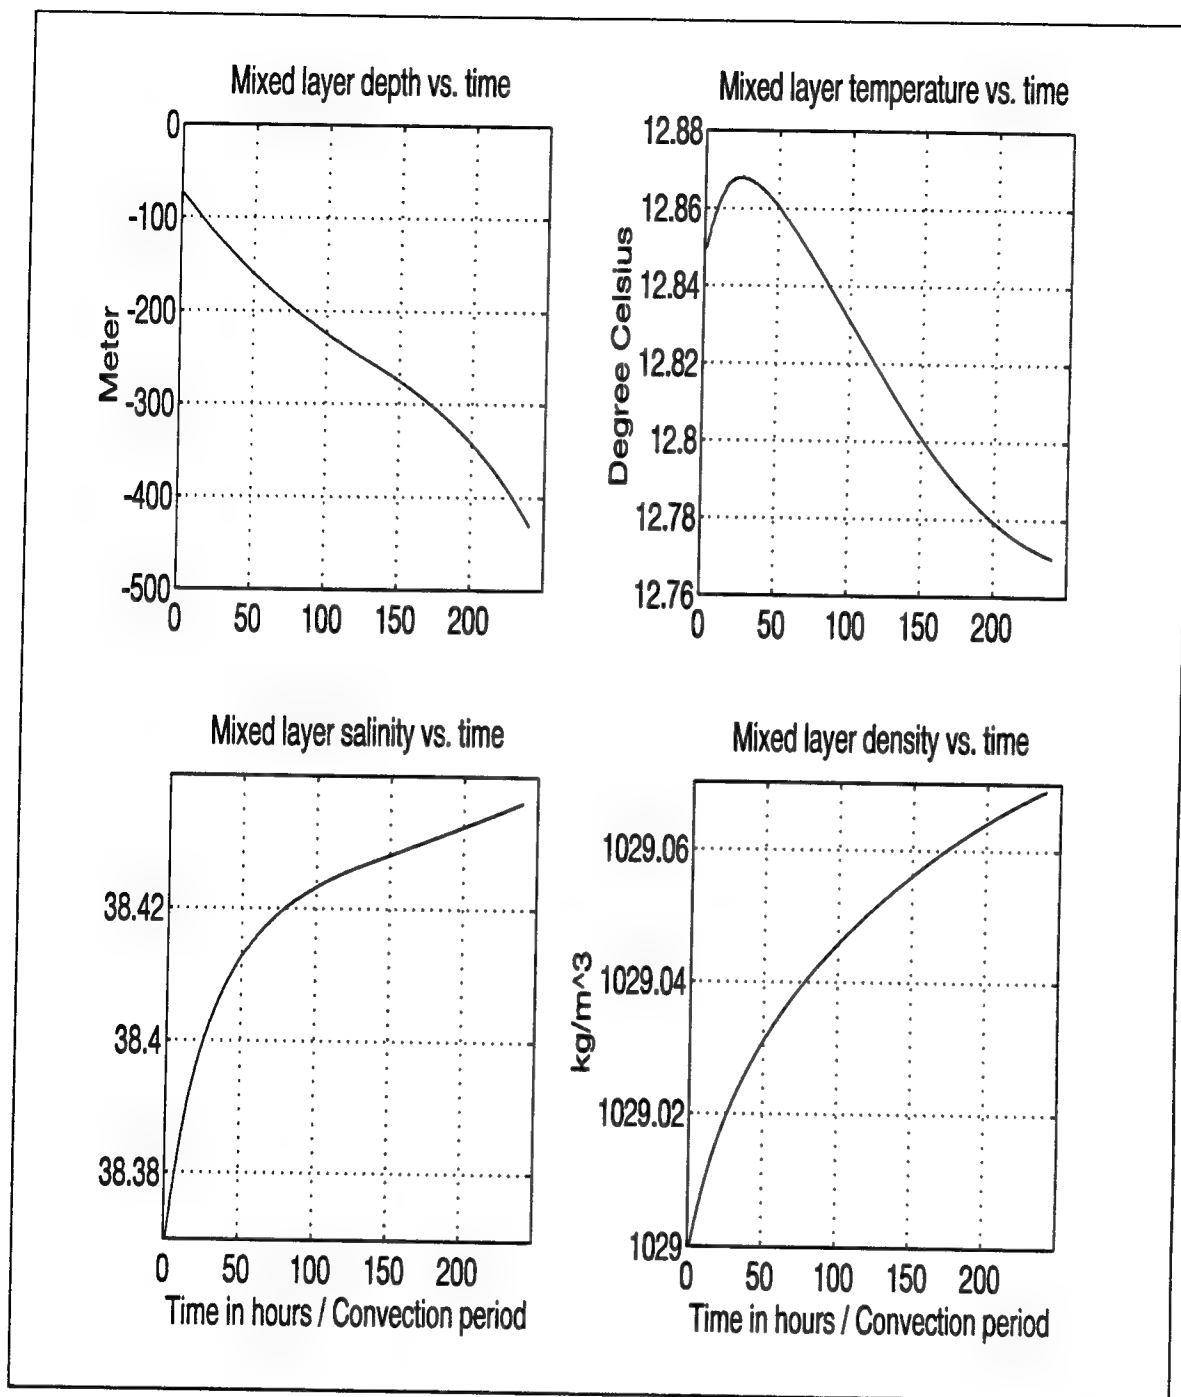 Mixed layer depth vs. time
0
-100
-200
-300
-400
-500
Meter
0 50 100 150 200
Mixed layer temperature vs. time
12.88
12.86
12.84
12.82
12.8
12.78
12.76
Degree Celsius
0 50 100 150 200
Mixed layer salinity vs. time
38.42
38.4
38.38
0 50 100 150 200
Time in hours / Convection period
Mixed layer density vs. time
1029.06
1029.04
1029.02
1029
kg/m^3
0 50 100 150 200
Time in hours / Convection period